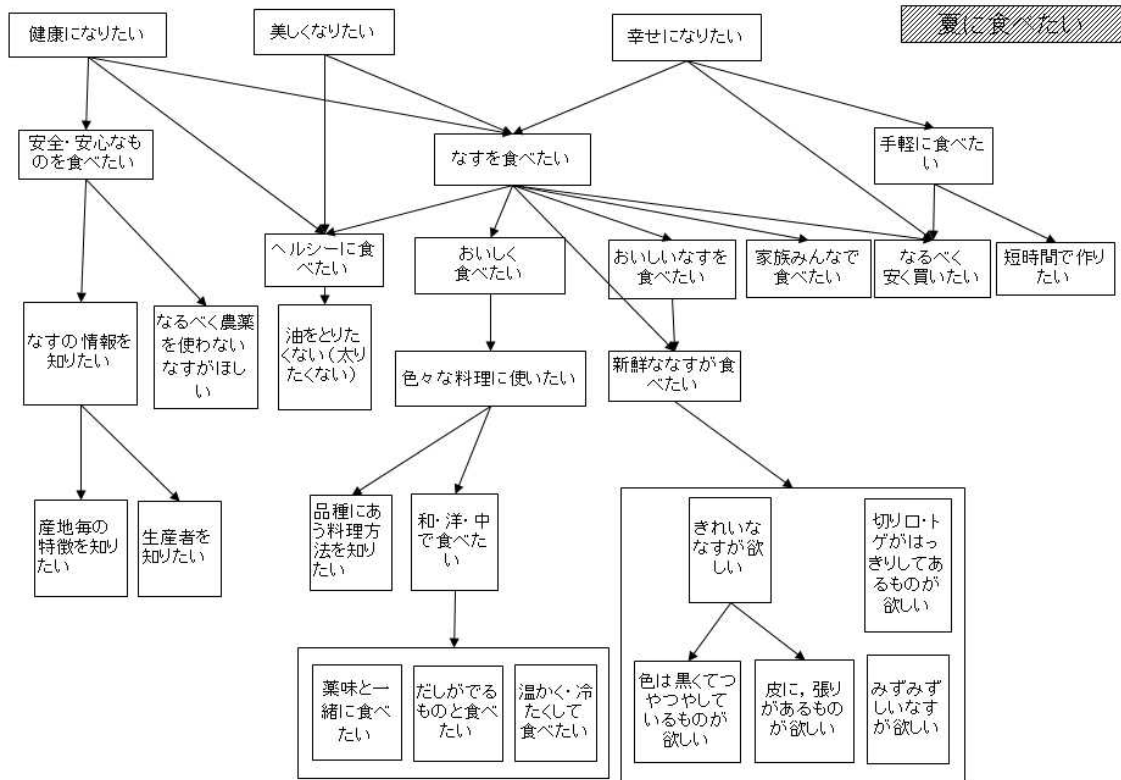 健康になりたい
美しくなりたい
幸せになりたい
夏に食べたい
安全・安心なも
のを食べたい
なすを食べたい
手軽に食べた
い
ヘルシーに食
べたい
おいしく
食べたい
おいしいなすを
食べたい
家族みんなで
食べたい
なるべく
安く買いたい
短時間で作り
たい
なすの情報を
知りたい
なるべく農薬
を使わない
なすがほし
い
油をとりた
くない(太り
たくない)
色々な料理に使いたい
新鮮ななすが食
べたい
産地毎の
特徴を知り
たい
生産者を
知りたい
品種にあ
う料理方
法を知り
たい
和・洋・中
で食べた
い
きれいな
なすが欲
しい
切り口・ト
ゲがはっ
きりしてあ
るものが
欲しい
薬味と一
緒に食べ
たい
だしがでる
ものと食べ
たい
温かく・冷
たくして
食べたい
色は黒くてつ
やつやして
いるものが
欲しい
皮に，張り
があるもの
が欲しい
みずみず
しいなす
が欲しい